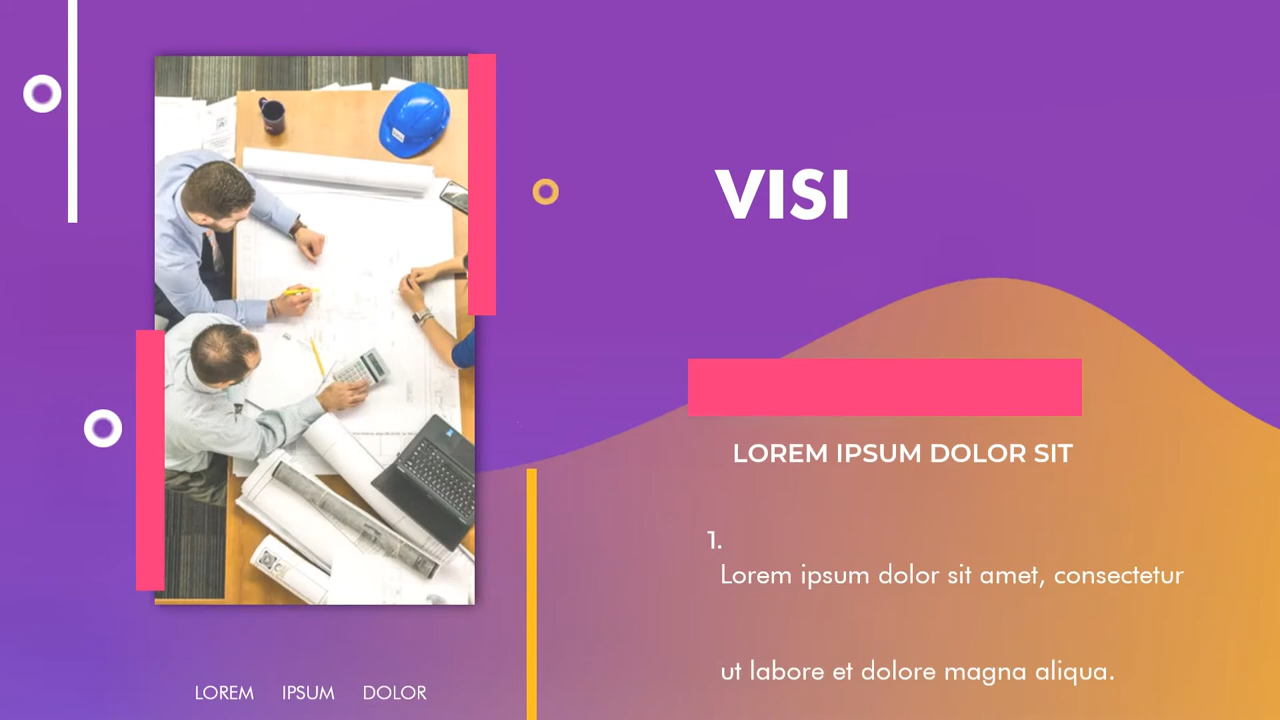 VISI
LOREM IPSUM DOLOR SIT
1.
Lorem ipsum dolor sit amet, consectetur
ut labore et dolore magna aliqua.
LOREM IPSUM DOLOR